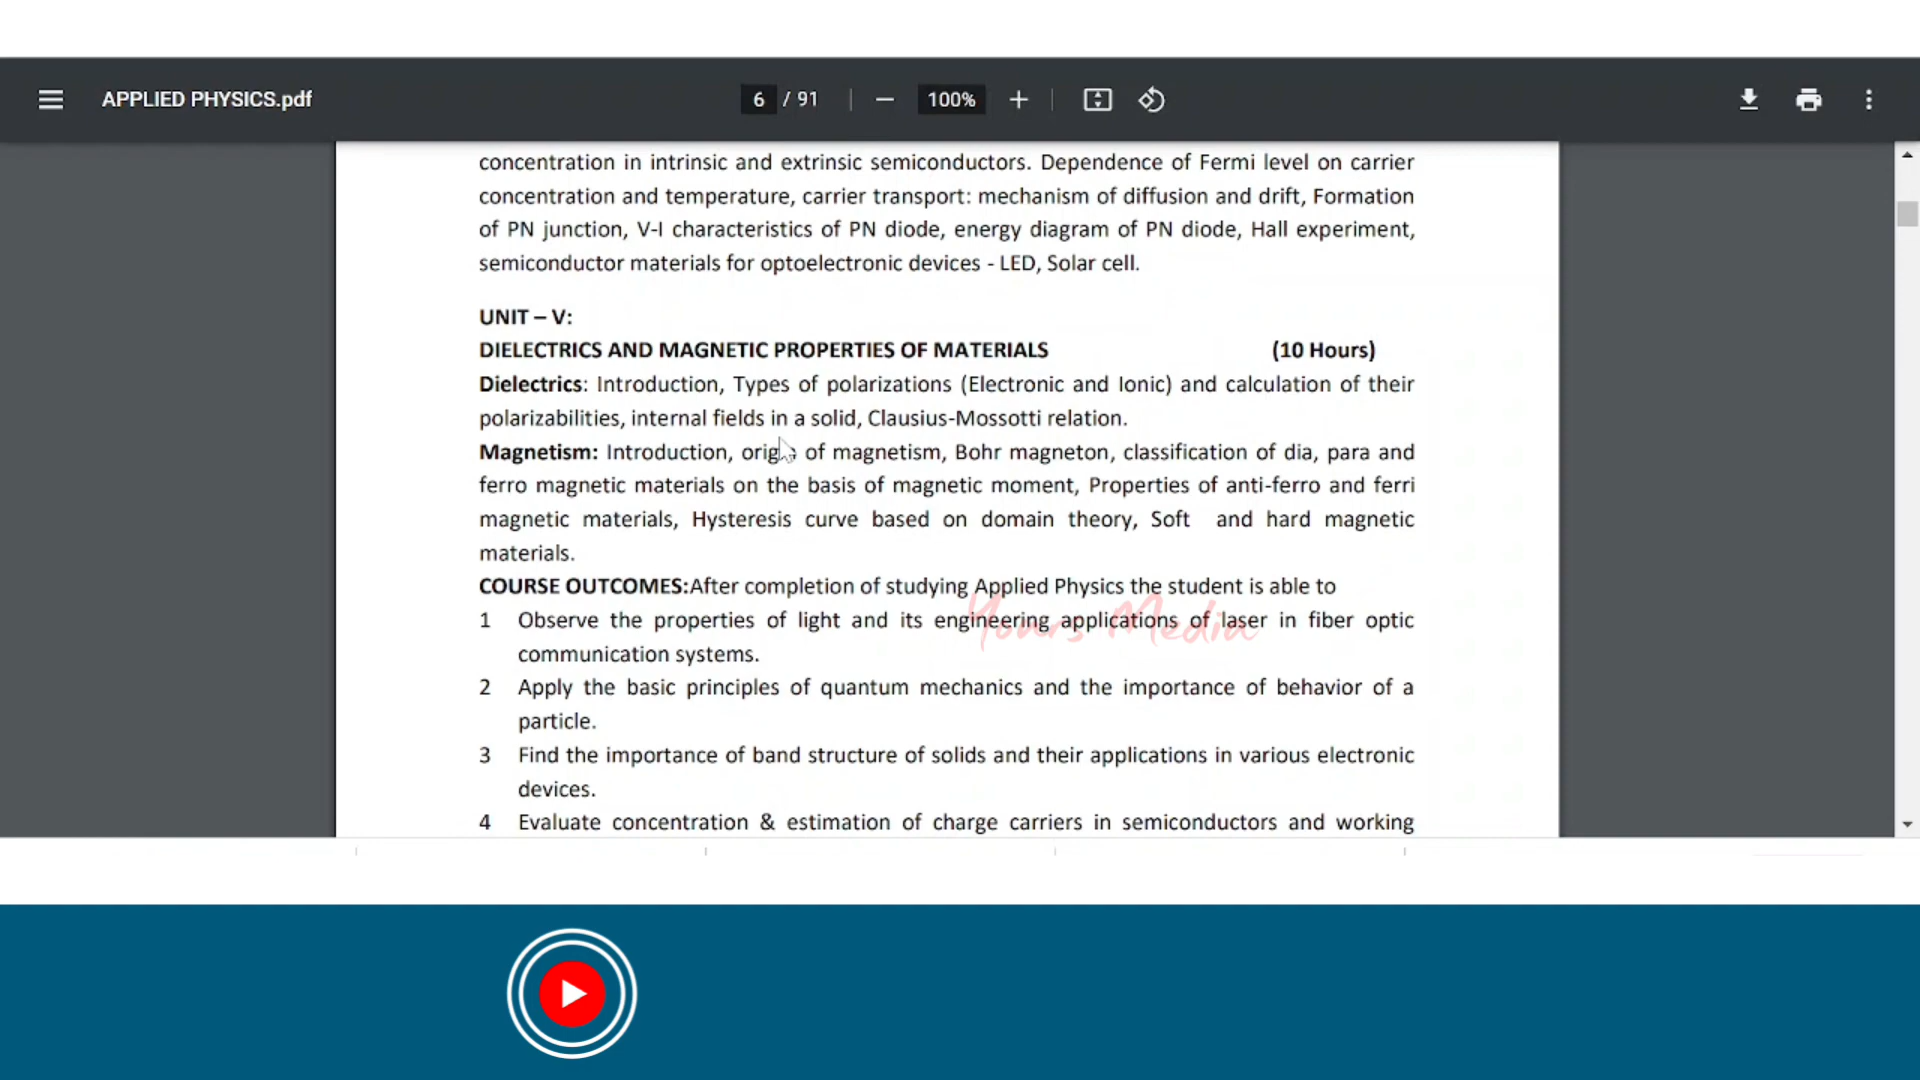 APPLIED PHYSICS.pdf
6 / 91
100%
concentration in intrinsic and extrinsic semiconductors. Dependence of Fermi level on carrier
concentration and temperature, carrier transport: mechanism of diffusion and drift, Formation
of PN junction, V-I characteristics of PN diode, energy diagram of PN diode, Hall experiment,
semiconductor materials for optoelectronic devices - LED, Solar cell.
UNIT – V:
DIELECTRICS AND MAGNETIC PROPERTIES OF MATERIALS (10 Hours)
Dielectrics: Introduction, Types of polarizations (Electronic and Ionic) and calculation of their
polarizabilities, internal fields in a solid, Clausius-Mossotti relation.
Magnetism: Introduction, origin of magnetism, Bohr magneton, classification of dia, para and
ferro magnetic materials on the basis of magnetic moment, Properties of anti-ferro and ferri
magnetic materials, Hysteresis curve based on domain theory, Soft and hard magnetic
materials.
COURSE OUTCOMES:After completion of studying Applied Physics the student is able to
Yours Media
1 Observe the properties of light and its engineering applications of laser in fiber optic
communication systems.
2 Apply the basic principles of quantum mechanics and the importance of behavior of a
particle.
3 Find the importance of band structure of solids and their applications in various electronic
devices.
4 Evaluate concentration & estimation of charge carriers in semiconductors and working